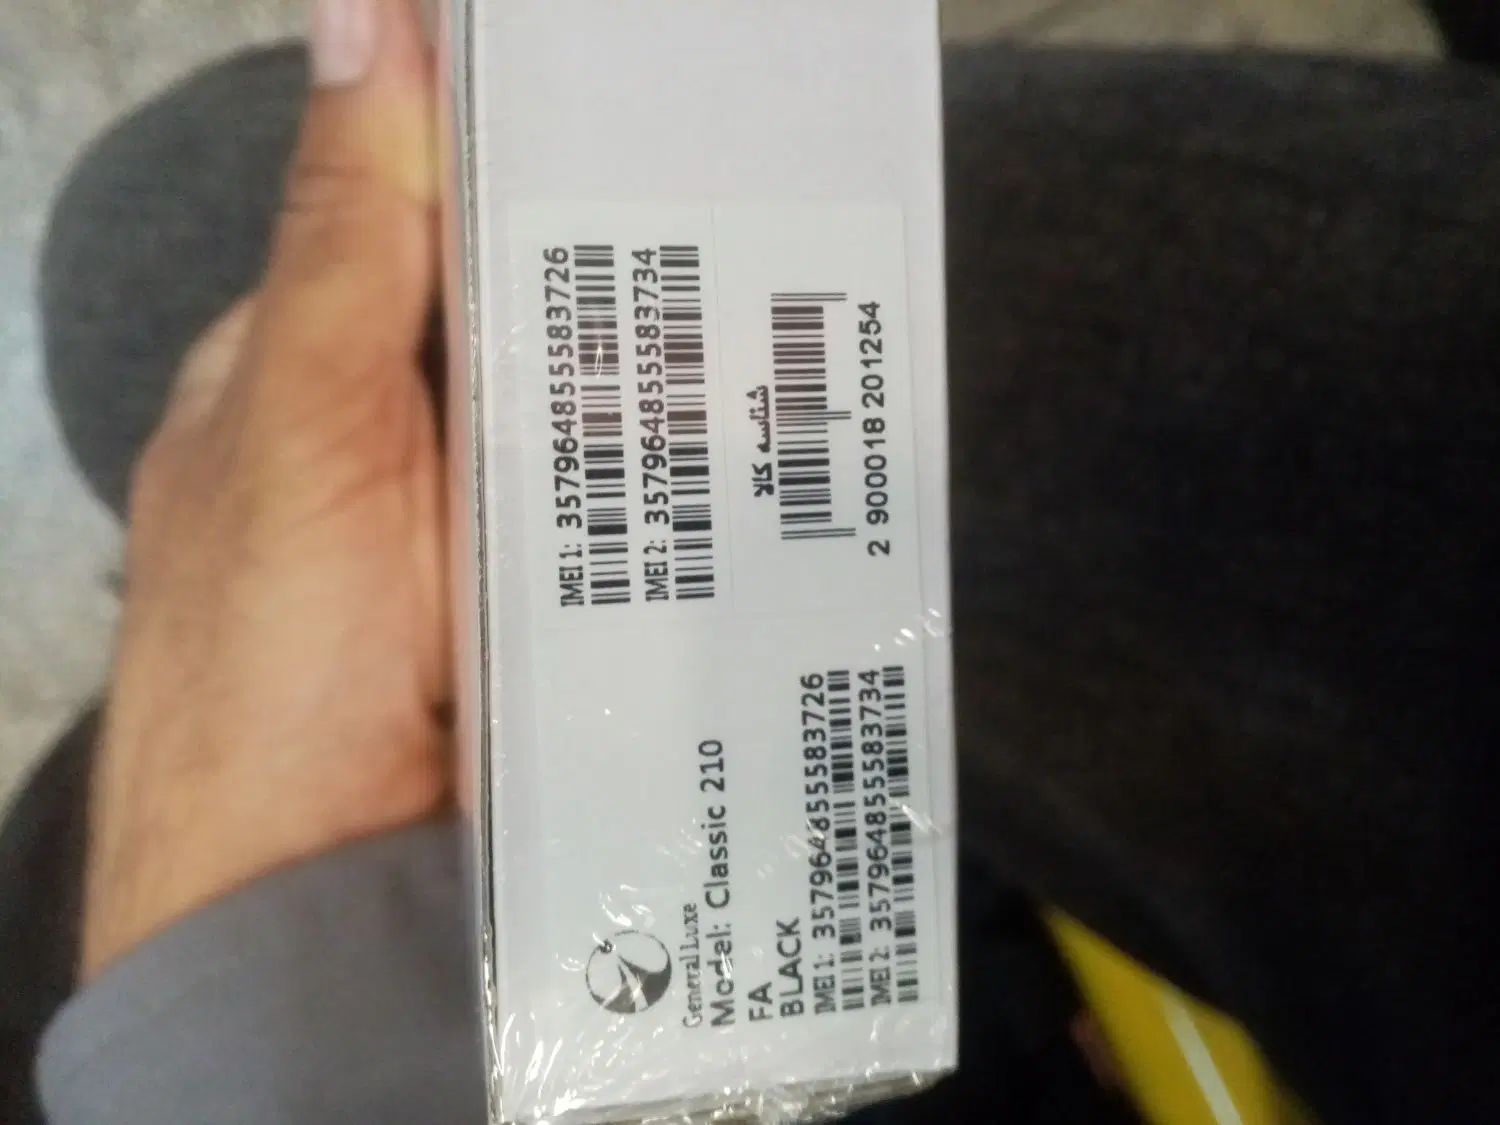 IMEI 1: 357964855583726
IMEI 2: 357964855583734
شناسه کالا
2 900018 201254
General Luxe
Model: Classic 210
FA
BLACK
IMEI 1: 357964855583726
IMEI 2: 357964855583734